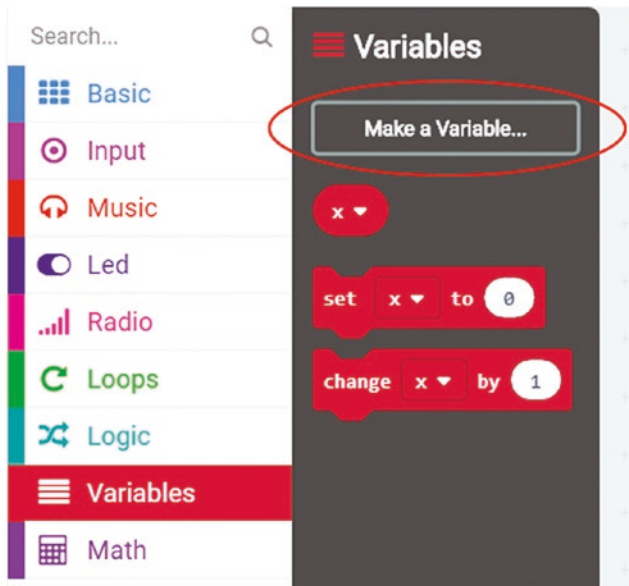 Search...
Basic
Input
Music
Led
Radio
Loops
Logic
Variables
Math
Variables
Make a Variable...
x
set x to 0
change x by 1